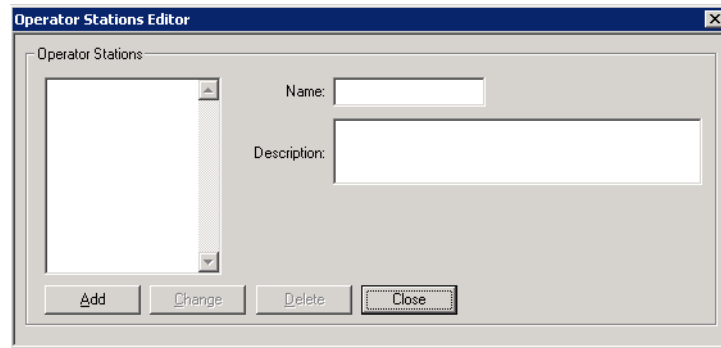 Operator Stations Editor
Operator Stations
Name:
Description:
Add Change Delete Close